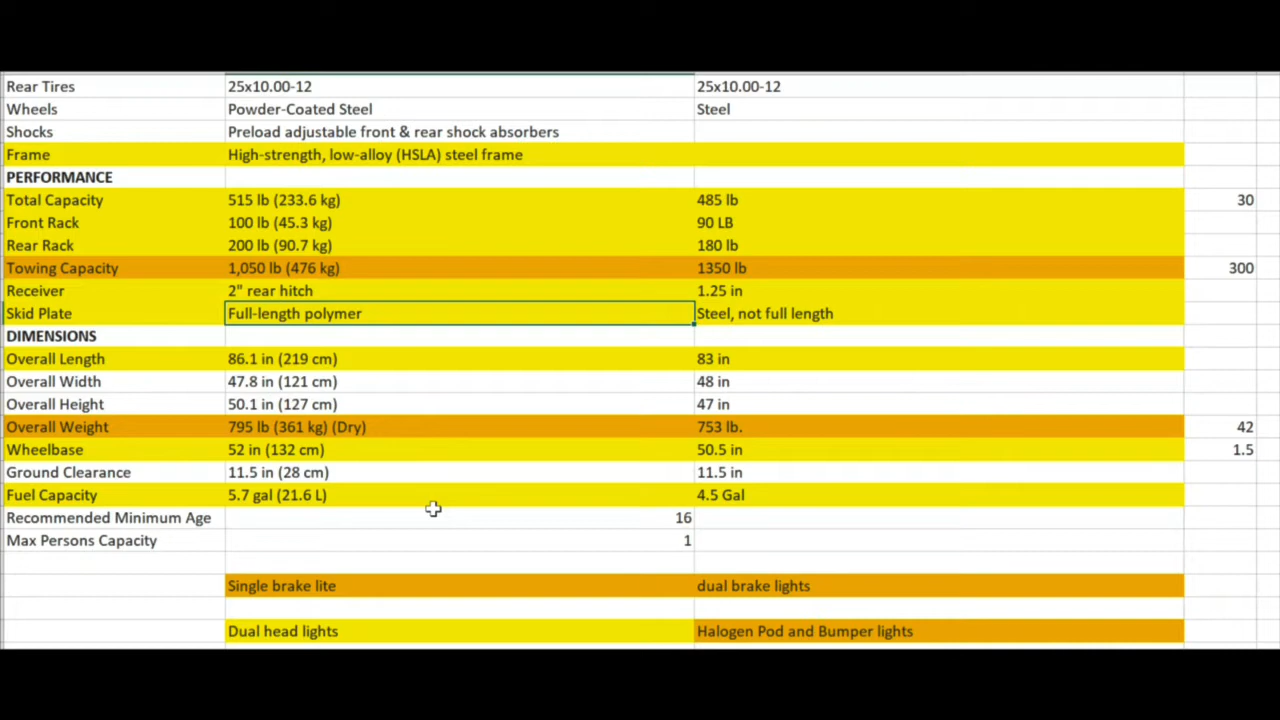 Rear Tires 25x10.00-12 25x10.00-12
Wheels Powder-Coated Steel Steel
Shocks Preload adjustable front & rear shock absorbers
Frame High-strength, low-alloy (HSLA) steel frame
PERFORMANCE
Total Capacity 515 lb (233.6 kg) 485 lb 30
Front Rack 100 lb (45.3 kg) 90 LB
Rear Rack 200 lb (90.7 kg) 180 lb
Towing Capacity 1,050 lb (476 kg) 1350 lb 300
Receiver 2" rear hitch 1.25 in
Skid Plate Full-length polymer Steel, not full length
DIMENSIONS
Overall Length 86.1 in (219 cm) 83 in
Overall Width 47.8 in (121 cm) 48 in
Overall Height 50.1 in (127 cm) 47 in
Overall Weight 795 lb (361 kg) (Dry) 753 lb. 42
Wheelbase 52 in (132 cm) 50.5 in 1.5
Ground Clearance 11.5 in (28 cm) 11.5 in
Fuel Capacity 5.7 gal (21.6 L) 4.5 Gal
Recommended Minimum Age 16
Max Persons Capacity 1
Single brake lite dual brake lights
Dual head lights Halogen Pod and Bumper lights